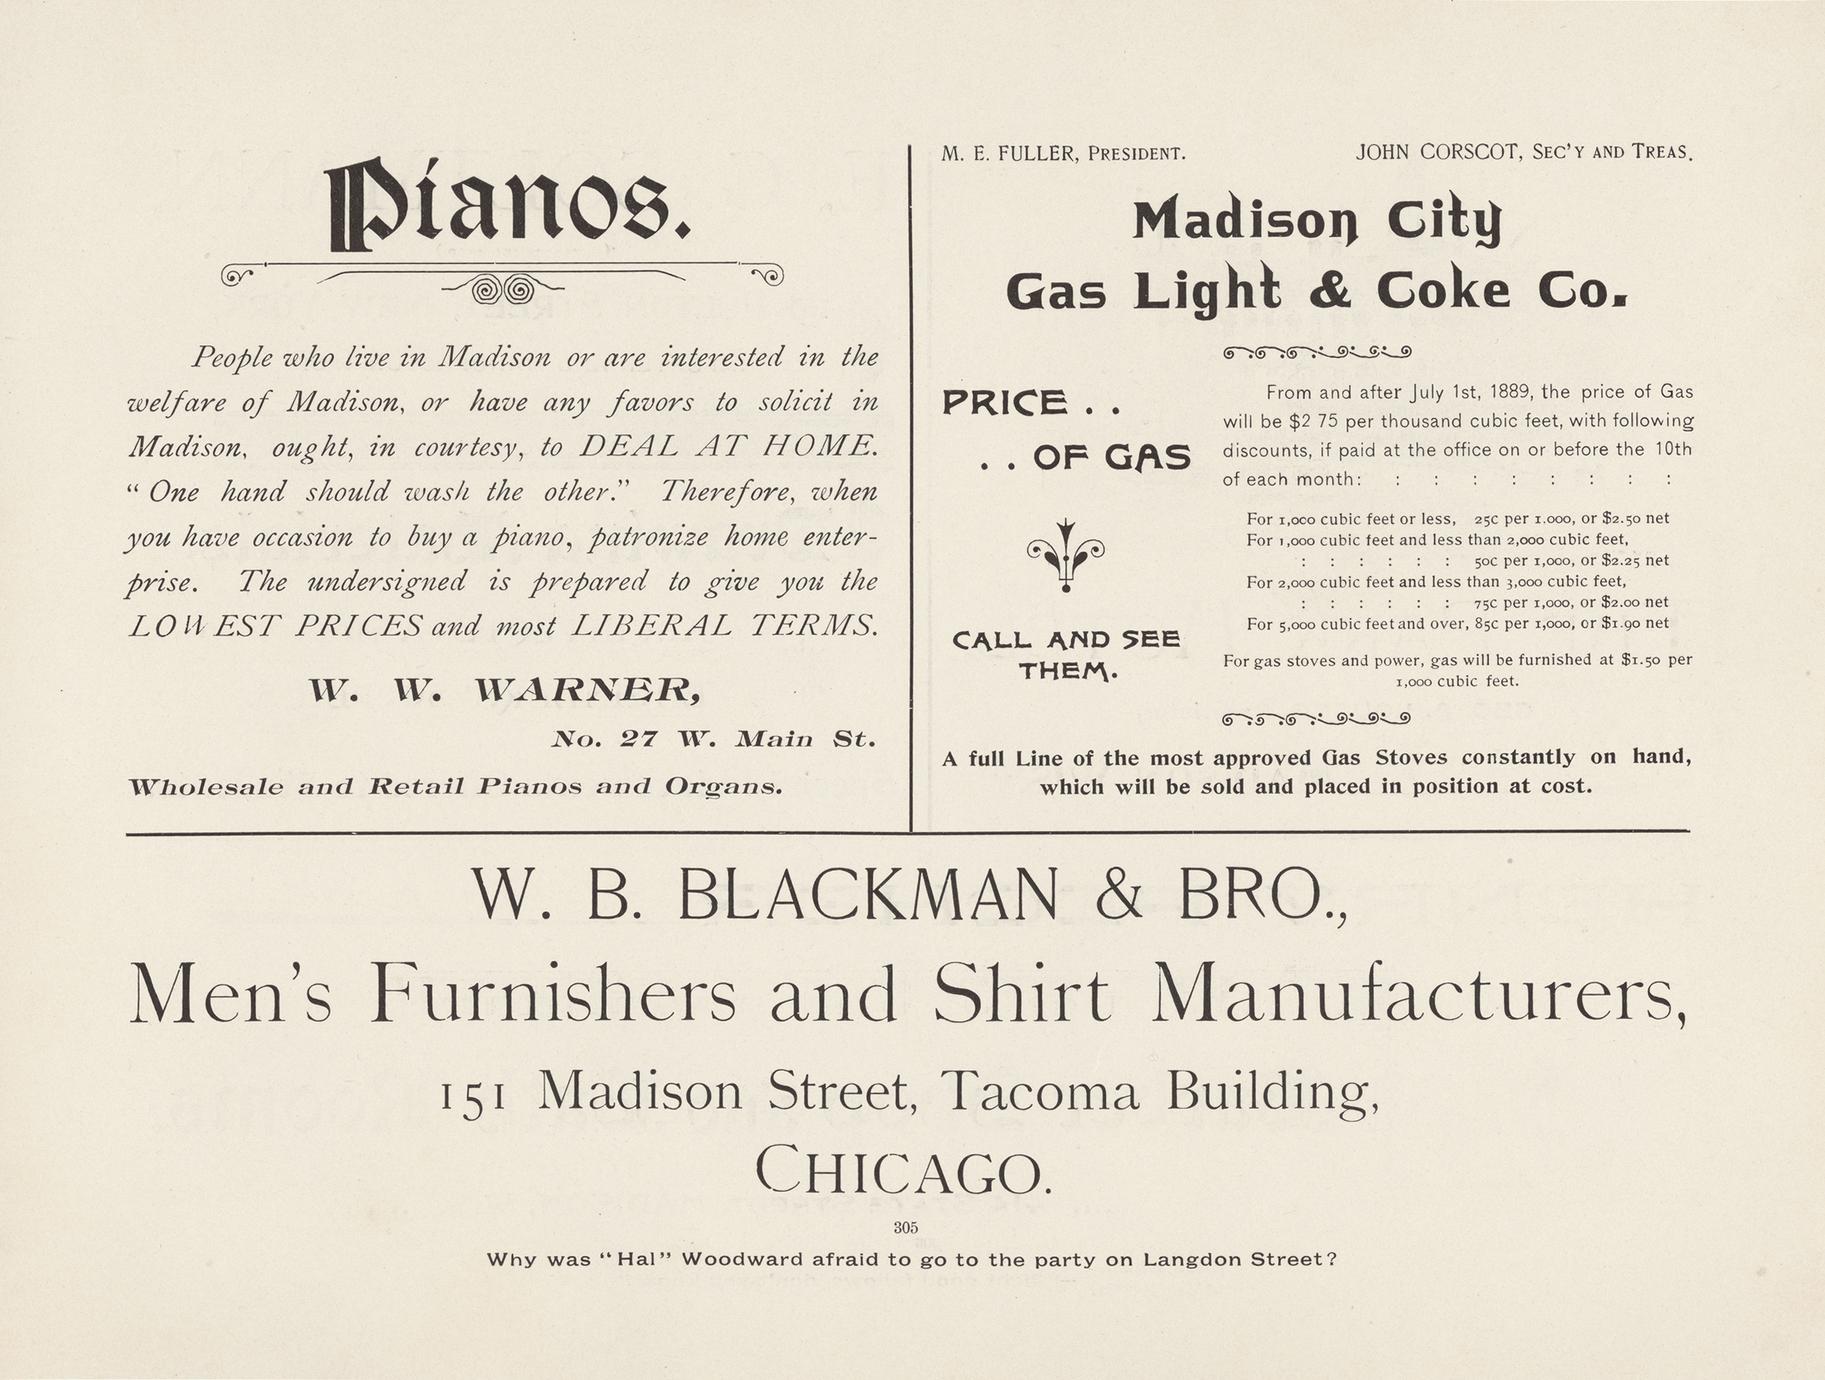 Pianos.
People who live in Madison or are interested in the
welfare of Madison, or have any favors to solicit in
Madison, ought, in courtesy, to DEAL AT HOME.
“One hand should wash the other.” Therefore, when
you have occasion to buy a piano, patronize home enter-
prise. The undersigned is prepared to give you the
LOWEST PRICES and most LIBERAL TERMS.
W. W. WARNER,
No. 27 W. Main St.
Wholesale and Retail Pianos and Organs.
M. E. FULLER, PRESIDENT. JOHN CORSCOT, SEC'Y AND TREAS.
Madison City
Gas Light & Coke Co.
PRICE . .
. . OF GAS
CALL AND SEE
THEM.
From and after July 1st, 1889, the price of Gas
will be $2 75 per thousand cubic feet, with following
discounts, if paid at the office on or before the 10th
of each month: : : : : : : : :
For 1,000 cubic feet or less, 25c per 1.000, or $2.50 net
For 1,000 cubic feet and less than 2,000 cubic feet,
: : : : : 50c per 1,000, or $2.25 net
For 2,000 cubic feet and less than 3,000 cubic feet,
: : : : : 75c per 1,000, or $2.00 net
For 5,000 cubic feet and over, 85c per 1,000, or $1.90 net
For gas stoves and power, gas will be furnished at $1.50 per
1,000 cubic feet.
A full Line of the most approved Gas Stoves constantly on hand,
which will be sold and placed in position at cost.
W. B. BLACKMAN & BRO.,
Men's Furnishers and Shirt Manufacturers,
151 Madison Street, Tacoma Building,
CHICAGO.
305
Why was “Hal” Woodward afraid to go to the party on Langdon Street?